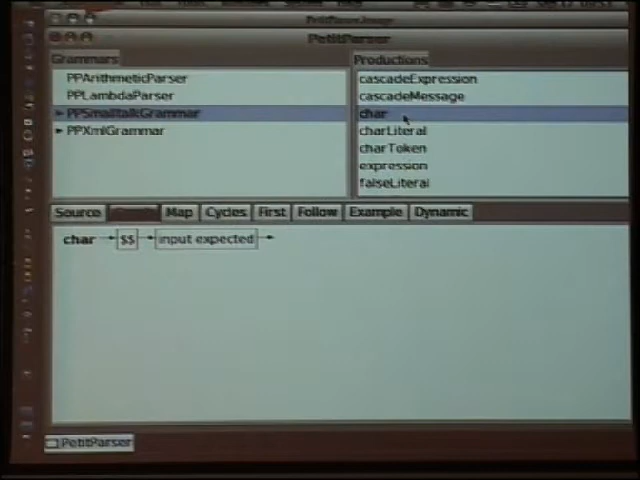 PetitParser
Grammars
Productions
PPArithmeticParser
PPLambdaParser
PPSmalltalkGrammar
PPXmlGrammar
cascadeExpression
cascadeMessage
char
charLiteral
charToken
expression
falseLiteral
Source Map Cycles First Follow Example Dynamic
char $$ input expected
PetitParser